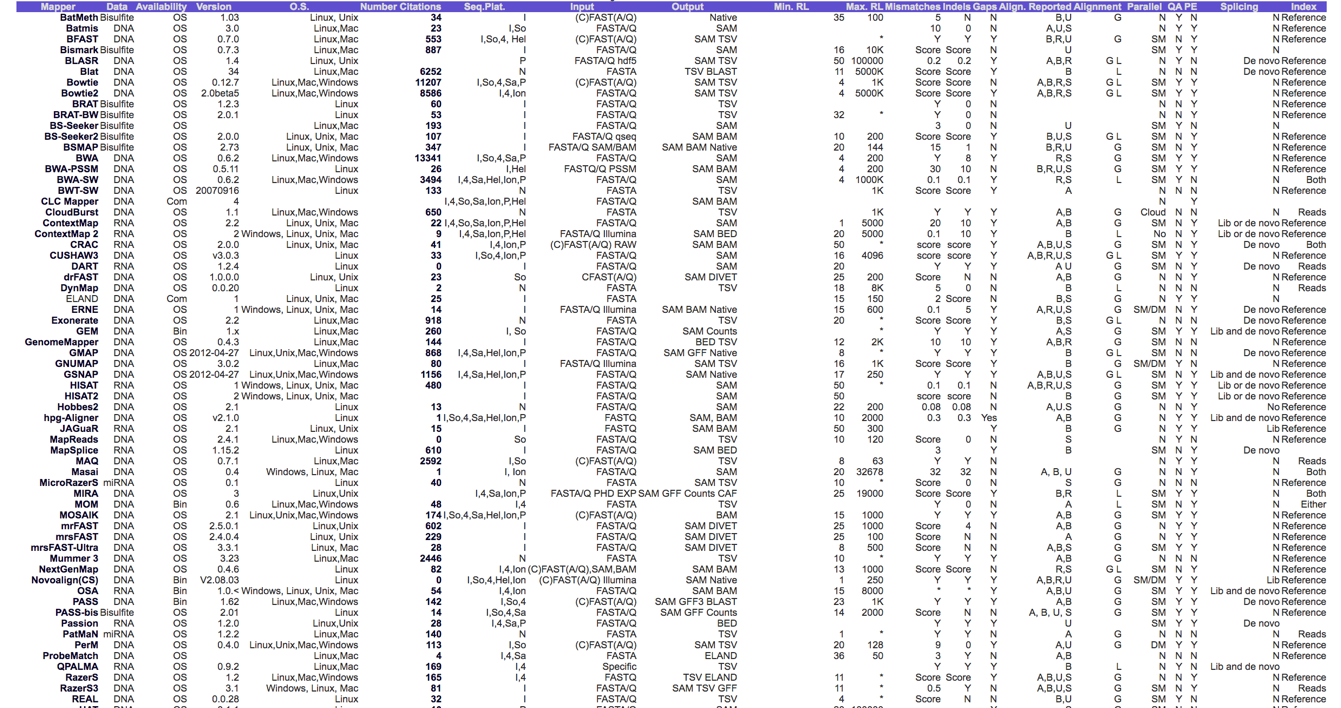 Mapper Data Availability Version O.S. Number Citations Seq.Plat. Input Output Min. RL Max. RL Mismatches Indels Gaps Align. Reported Alignment Parallel QA PE Splicing Index
BatMeth Bisulfite OS 1.03 Linux, Unix 34 I (C)FAST(A/Q) Native 35 100 5 N N B,U G N Y N N Reference
Batmis DNA OS 3.0 Linux,Mac 23 I,So FASTA/Q SAM 10 0 N A,U,S N Y Y N Reference
BFAST DNA OS 0.7.0 Linux,Mac 553 I,So,4, Hel (C)FAST(A/Q) SAM TSV Y Y Y B,R,U G SM Y Y N Reference
Bismark Bisulfite OS 0.7.3 Linux,Mac 887 I FASTA/Q SAM 16 10K Score Score N U SM Y Y N Reference
BLASR DNA OS 1.4 Linux,Mac P FASTA/Q hdf5 SAM TSV 50 100000 0.2 0.2 Y A,B,R G L SM Y N De novo Reference
Blat DNA OS 34 Linux,Mac 6252 N FASTA TSV BLAST 11 5000K Score Score Y B L N N N De novo Reference
Bowtie DNA OS 0.12.7 Linux,Mac,Windows 11207 I,So,4,Sa,P (C)FAST(A/Q) SAM TSV 4 1K Score Score N A,B,R,S G L SM Y Y N Reference
Bowtie2 DNA OS 2.0beta5 Linux,Mac,Windows 8586 I,4,Ion FASTA/Q SAM TSV 4 5000K Score Score Y A,B,R,S G L SM Y Y N Reference
BRAT Bisulfite OS 1.2.3 Linux 60 I FASTA/Q TSV Y 0 N N N Y N Reference
BRAT-BW Bisulfite OS 2.0.1 Linux 53 I FASTA/Q TSV 32 * Y 0 N Y N Y N Reference
BS-Seeker Bisulfite OS Linux,Mac 193 I FASTA/Q SAM 3 0 N U SM Y N N
BS-Seeker2 Bisulfite OS 2.0.0 Linux, Unix, Mac 107 I FASTA/Q qseq SAM BAM 10 200 Score Score Y B,U,S G L SM Y Y N Reference
BSMAP Bisulfite OS 2.73 Linux, Unix, Mac 347 I FASTA/Q SAM/BAM SAM BAM Native 20 144 15 1 N B,R,U G SM Y Y N Reference
BWA DNA OS 0.6.2 Linux,Mac,Windows 13341 I,So,4,Sa,P FASTA/Q SAM 4 200 Y 8 Y R,S G SM Y Y N Reference
BWA-PSSM DNA OS 0.5.11 Linux 26 I,Hel FASTQ/Q PSSM SAM BAM 4 200 30 10 Y B,R,U,S G SM Y Y N Reference
BWA-SW DNA OS 0.6.2 Linux,Mac,Windows 3494 I,4,Sa,Hel,Ion,P FASTA/Q SAM 4 1000K 0.1 0.1 Y R,S L SM Y N N Both
BWT-SW DNA OS 20070916 Linux 133 N FASTA TSV 1K Score Score Y A L N N N N Reference
CLC Mapper DNA Com 4 I,4,So,Sa,Ion,P,Hel SAM BAM N Y
CloudBurst DNA OS 1.1 Linux,Mac,Windows 650 N FASTA TSV 1K Y Y Y A,B G Cloud N N N Reads
ContextMap RNA OS 2.2 Linux, Unix, Mac 22 I,4,So,Sa,Ion,P,Hel FASTA/Q SAM 1 5000 20 10 Y A,B G SM N Y Lib or de novo Reference
ContextMap 2 RNA OS 2 Windows, Linux, Unix, Mac 9 I,4,So,Sa,Ion,P,Hel FASTA/Q Illumina SAM BED 20 5000 0.1 10 Y B L No N Y Lib or de novo Reference
CRAC RNA OS 2.0.0 Linux, Unix, Mac 41 I,4,Ion,P (C)FAST(A/Q) RAW SAM BAM 50 * score score Y A,B,U,S G SM N Y De novo Both
CUSHAW3 DNA OS v3.0.3 Linux 33 I,So,4,Ion,P FASTA/Q SAM 16 4096 score score Y A,B,R,U,S G L SM Y Y N Reference
DART RNA OS 1.2.4 Linux 0 I FASTA/Q SAM 20 Y Y Y A U G SM N Y De novo Reads
drFAST DNA OS 1.0.0.0 Linux, Unix 23 So CFAST(A/Q) SAM DIVET 25 200 Score N N A,B G N N Y N Reference
DynMap DNA OS 0.0.20 Linux 2 N FASTA TSV 18 8K 5 0 N B L N N N N Reads
ELAND DNA Com 1 Linux, Unix, Mac 25 I FASTA 15 150 2 Score N B,S G N Y Y N
ERNE DNA OS 1 Windows, Linux, Unix, Mac 14 I FASTA/Q Illumina SAM BAM Native 15 600 0.1 5 Y A,R,U,S G SM/DM Y Y De novo Reference
Exonerate DNA OS 2.2 Linux,Mac 918 N FASTA TSV 20 * Score Score Y B,S G L N N N De novo Reference
GEM DNA Bin 1.x Linux,Mac 260 I, So FASTA/Q SAM Counts * Y Y Y A,S G SM Y Y Lib and de novo Reference
GenomeMapper DNA OS 0.4.3 Linux,Mac 144 I FASTA/Q BED TSV 12 2K 10 10 Y A,B,R G SM N N N Reference
GMAP DNA OS 2012-04-27 Linux,Unix,Mac,Windows 868 I,4,Sa,Hel,Ion,P FASTA/Q SAM GFF Native 8 * Y Y Y B G L SM N N De novo Reference
GNUMAP DNA OS 3.0.2 Linux,Mac 80 I FASTA/Q Illumina SAM TSV 16 1K Score Score Y B G SM/DM Y N N Reference
GSNAP DNA OS 2012-04-27 Linux,Unix,Mac,Windows 1156 I,4,Sa,Hel,Ion,P FASTA/Q SAM Native 17 250 Y Y Y A,B,U,S G L SM Y Y Lib and de novo Reference
HISAT RNA OS 1 Windows, Linux, Unix, Mac 480 I FASTA/Q SAM 50 * 0.1 0.1 N A,B,R,U,S G SM Y Y Lib or de novo Reference
HISAT2 RNA OS 2 Windows, Linux, Unix, Mac I FASTA/Q SAM 50 score score N B G SM N Y Lib or de novo Reference
Hobbes2 DNA OS 2.1 Linux 13 N FASTA/Q SAM 22 200 0.08 0.08 N A,U,S G SM N Y No Reference
hpg-Aligner DNA OS v2.1.0 Linux 1 I,So,4,Sa,Hel,Ion,P FASTQ SAM, BAM 10 2000 0.3 0.3 Yes A,B G N Y Y Lib and de novo Reference
JAGuaR RNA OS 2.1 Linux, Unix 15 I FASTQ SAM BAM 50 300 Y B G N Y Y Lib Reference
MapReads DNA OS 2.4.1 Linux,Mac,Windows 0 So FASTA/Q TSV 10 120 Score 0 N S N Y N N Reference
MapSplice RNA OS 1.15.2 Linux 610 I FASTA/Q SAM BED 3 Y B SM N Y De novo
MAQ DNA OS 0.7.1 Linux,Mac 2592 I,So (C)FAST(A/Q) TSV 8 63 Y Y N N Y Y N Reads
Masai DNA OS 0.4 Windows, Linux, Mac 1 I, Ion FASTA/Q SAM 20 32678 32 32 N A, B, U G N Y Y N Both
MicroRazerS miRNA OS 0.1 Linux 40 N FASTA SAM TSV 10 * Score 0 N S G N N N N Reference
MIRA DNA OS 3 Linux,Unix I,4,Sa,Ion,P FASTA/Q PHD EXP SAM GFF Counts CAF 25 19000 Score Score Y B,R L SM Y Y N Both
MOM DNA Bin 0.6 Linux,Mac,Windows 48 I,4 FASTA TSV Y 0 N A L SM N Y N Either
MOSAIK DNA OS 2.1 Linux,Unix,Mac,Windows 174 I,So,4,Sa,Hel,Ion,P (C)FAST(A/Q) BAM 15 1000 Y Y Y A,B G SM Y Y N Reference
mrFAST DNA OS 2.5.0.1 Linux,Unix 602 I FASTA/Q SAM DIVET 25 1000 Score 4 N A,B G N Y Y N Reference
mrsFAST DNA OS 2.4.0.4 Linux, Unix 229 I FASTA/Q SAM DIVET 25 100 Score N N A G N N Y N Reference
mrsFAST-Ultra DNA OS 3.3.1 Linux,Mac 28 I FASTA/Q SAM DIVET 8 500 Score N N A,B,S G SM Y Y N Reference
Mummer 3 DNA OS 3.23 Linux,Mac 2446 N FASTA TSV 10 * Y Y Y A,B G N N N N Reference
NextGenMap DNA OS 0.4.6 Linux 82 I,4,Ion (C)FAST(A/Q),SAM,BAM SAM BAM 13 1000 Score Score N R,S G L SM Y Y N Reference
Novoalign(CS) DNA Bin V2.08.03 Linux 0 I,So,4,Hel,Ion (C)FAST(A/Q) Illumina SAM Native 1 250 Y Y Y A,B,R,U G SM/DM Y Y Lib Reference
OSA RNA Bin 1.0.< Windows, Linux, Unix, Mac 54 I,4,Ion FASTA/Q SAM BAM 15 8000 * * Y B,U G SM Y Y Lib and de novo Reference
PASS DNA Bin 1.62 Linux,Mac,Windows 142 I,So,4 (C)FAST(A/Q) SAM GFF3 BLAST 23 1K Y Y Y A,B G SM Y Y De novo Reference
PASS-bis Bisulfite OS 2.01 Linux 14 I,So,4,Sa FASTA/Q SAM GFF Counts 14 2000 Score N N A, B, U, S G SM Y Y N Reference
Passion RNA OS 1.2.0 Linux 28 I,4,Sa,P FASTA/Q BED Y Y Y U SM Y Y De novo
PatMaN miRNA OS 1.2.2 Linux,Mac 140 N FASTA TSV 1 * Y Y N A G N N N N Reads
PerM DNA OS 0.4.0 Linux,Mac,Windows 113 I,So (C)FAST(A/Q) SAM TSV 20 128 9 0 N A,U G DM Y Y N Reference
ProbeMatch DNA OS Linux,Mac 4 I,4,Sa FASTA ELAND 36 50 3 Y Y A,B N N N N Reference
QPALMA RNA OS 0.9.2 Linux,Mac 169 I,4 Specific TSV Y Y Y B L N Y N Lib and de novo
RazerS DNA OS 1.2 Linux,Mac,Windows 165 I,4 FASTQ TSV ELAND 11 * Score Score Y A,B,U,S G N N Y N Reference
RazerS3 DNA OS 3.1 Windows, Linux, Mac 81 I FASTA/Q SAM TSV GFF 11 * 0.5 Y N A,B,U,S G SM N Y N Reads
REAL DNA OS 0.0.28 Linux 32 I FASTA/Q TSV 4 * Score N N B,U G SM Y N N Reference